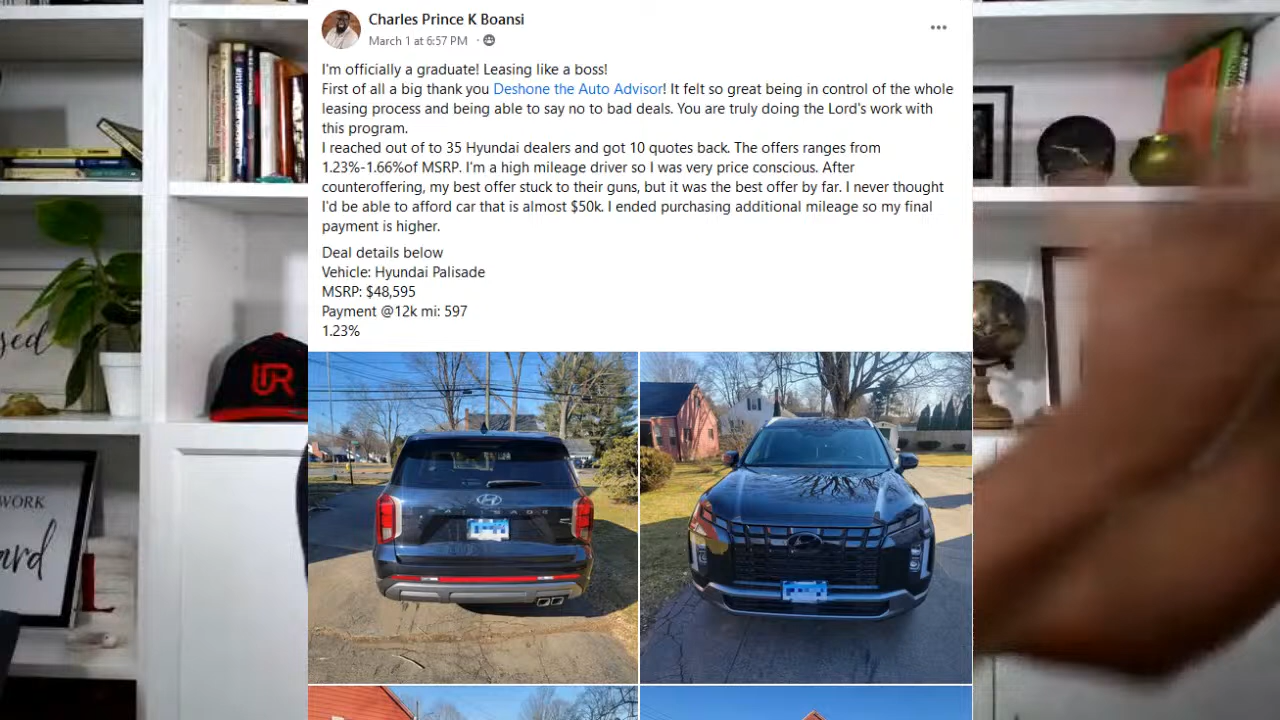 Charles Prince K Boansi
March 1 at 6:57 PM ·
I'm officially a graduate! Leasing like a boss!
First of all a big thank you Deshone the Auto Advisor! It felt so great being in control of the whole
leasing process and being able to say no to bad deals. You are truly doing the Lord's work with
this program.
I reached out of to 35 Hyundai dealers and got 10 quotes back. The offers ranges from
1.23%-1.66%of MSRP. I'm a high mileage driver so I was very price conscious. After
counteroffering, my best offer stuck to their guns, but it was the best offer by far. I never thought
I'd be able to afford car that is almost $50k. I ended purchasing additional mileage so my final
payment is higher.
Deal details below
Vehicle: Hyundai Palisade
MSRP: $48,595
Payment @12k mi: 597
1.23%
sed
UR
WORK
ard
PALISADE